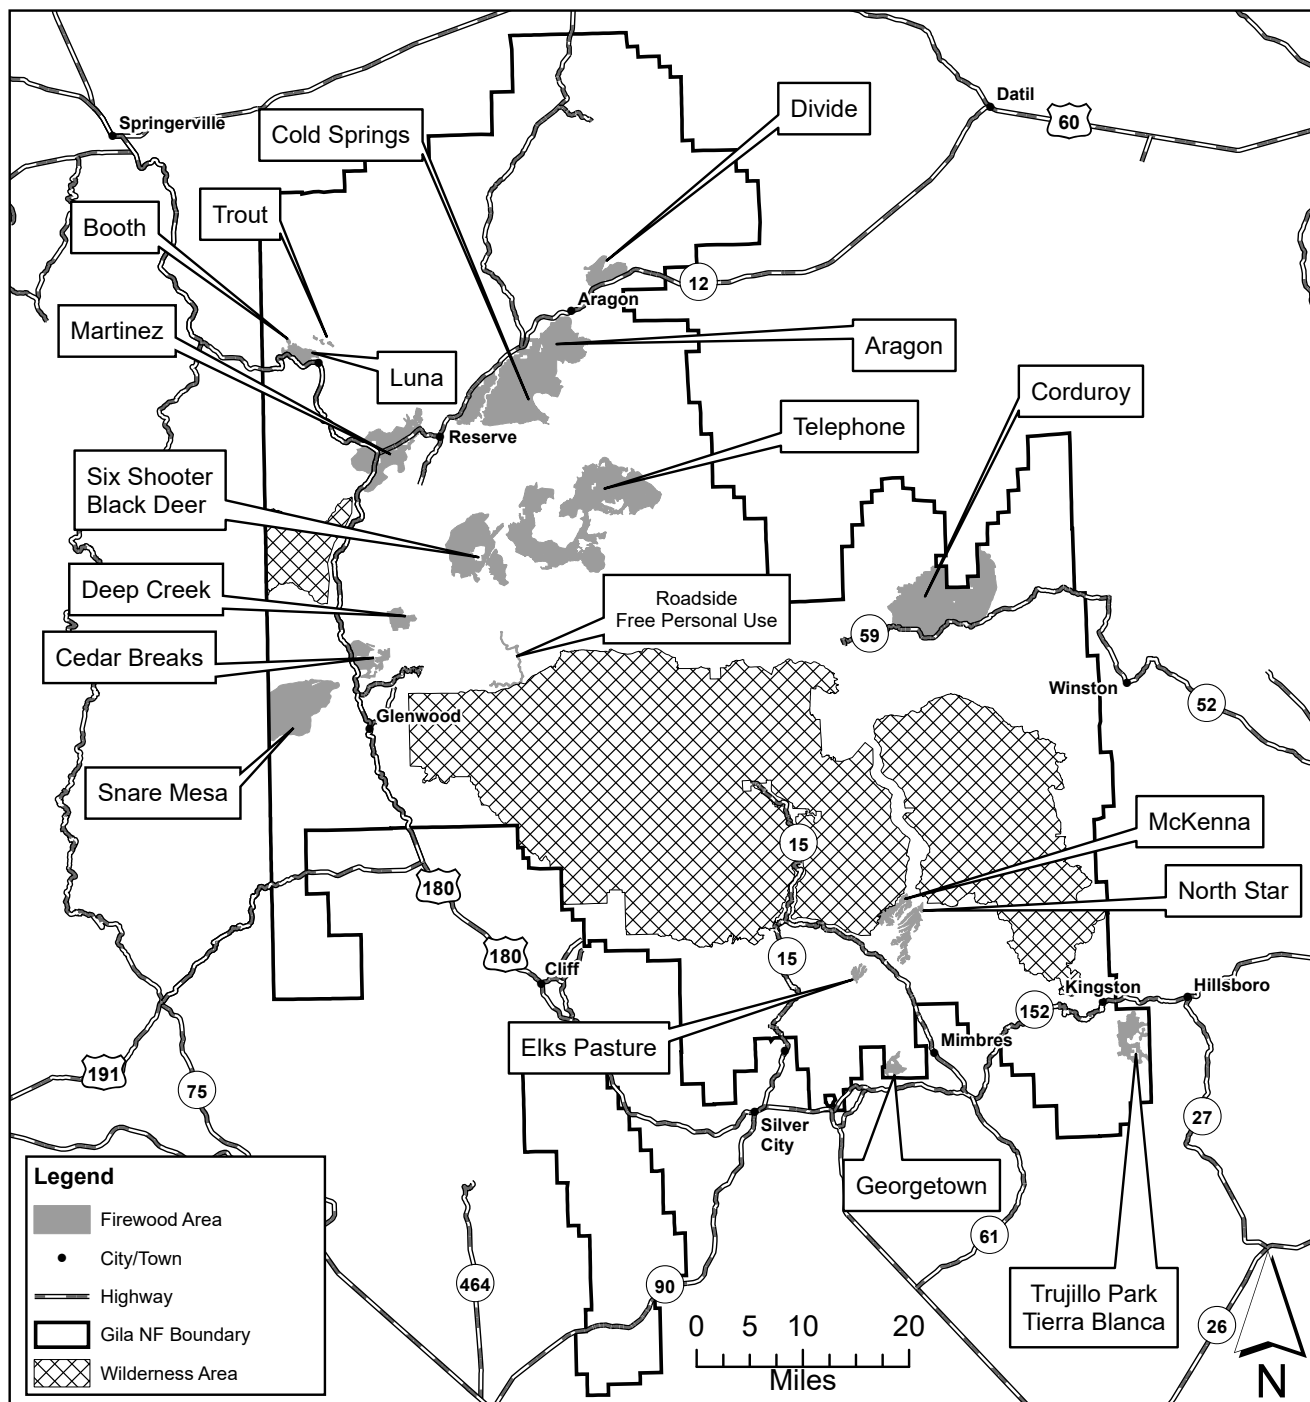 Datil
Divide
60
Springerville
Cold Springs
Trout
Booth
12
Aragon
Martinez
Aragon
Luna
Corduroy
Telephone
Reserve
Six Shooter
Black Deer
Deep Creek
Roadside
Free Personal Use
59
Cedar Breaks
Winston
52
Glenwood
Snare Mesa
McKenna
15
180
North Star
180
15
Cliff
Kingston
Hillsboro
152
Elks Pasture
Mimbres
191
75
27
Silver
City
Georgetown
61
464
90
Trujillo Park
Tierra Blanca
26
Legend
Firewood Area
City/Town
Highway
Gila NF Boundary
Wilderness Area
0 5 10 20
Miles
N